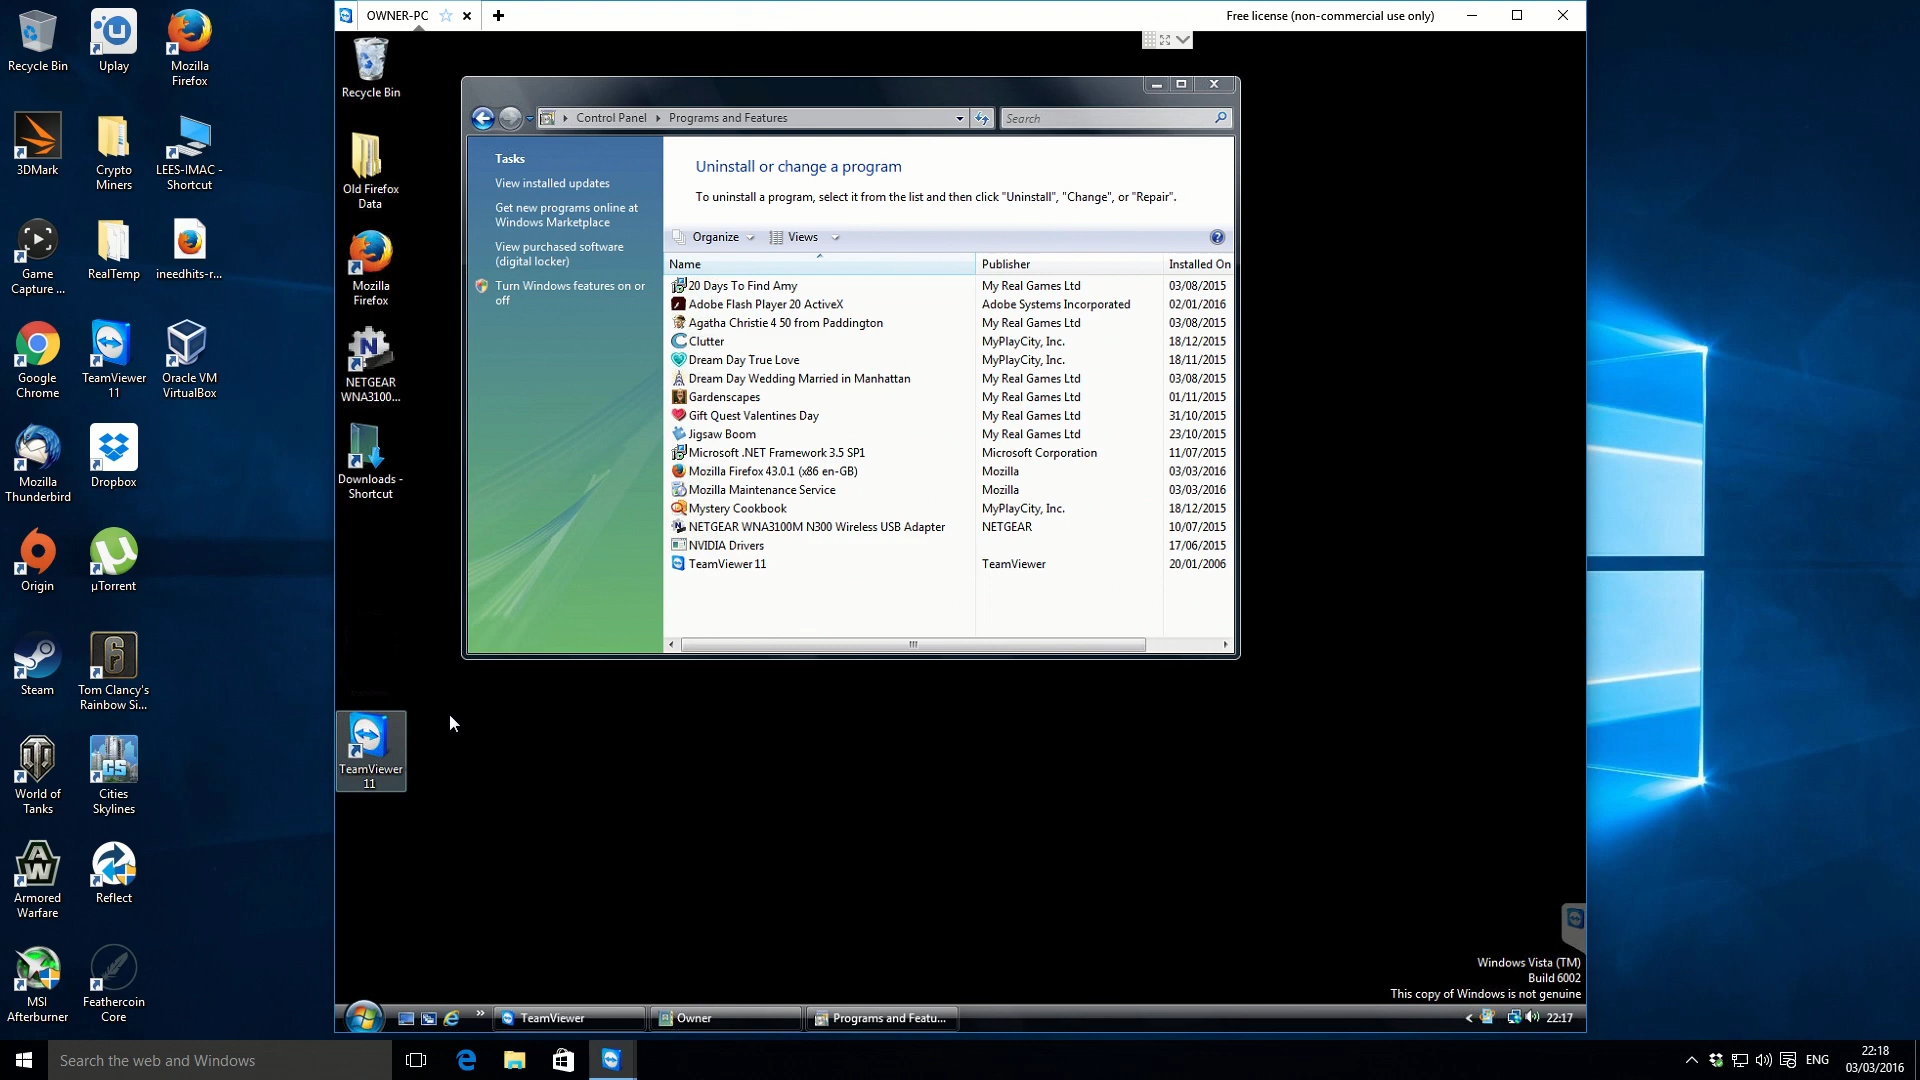 Recycle Bin
Uplay
Mozilla
Firefox
3DMark
Crypto
Miners
LEES-IMAC -
Shortcut
Game
Capture ...
RealTemp
ineedhits-r...
Google
Chrome
TeamViewer
11
Oracle VM
VirtualBox
Mozilla
Thunderbird
Dropbox
Origin
µTorrent
Steam
Tom Clancy's
Rainbow Si...
World of
Tanks
Cities
Skylines
Armored
Warfare
Reflect
MSI
Afterburner
Feathercoin
Core
OWNER-PC
Free license (non-commercial use only)
Recycle Bin
Old Firefox
Data
Mozilla
Firefox
NETGEAR
WNA3100...
Downloads -
Shortcut
TeamViewer
11
Control Panel
Programs and Features
Search
Tasks
View installed updates
Get new programs online at
Windows Marketplace
View purchased software
(digital locker)
Turn Windows features on or
off
Uninstall or change a program
To uninstall a program, select it from the list and then click "Uninstall", "Change", or "Repair".
Organize Views
Name Publisher Installed On
20 Days To Find Amy My Real Games Ltd 03/08/2015
Adobe Flash Player 20 ActiveX Adobe Systems Incorporated 02/01/2016
Agatha Christie 4 50 from Paddington My Real Games Ltd 03/08/2015
Clutter MyPlayCity, Inc. 18/12/2015
Dream Day True Love MyPlayCity, Inc. 18/11/2015
Dream Day Wedding Married in Manhattan My Real Games Ltd 03/08/2015
Gardenscapes My Real Games Ltd 01/11/2015
Gift Quest Valentines Day My Real Games Ltd 31/10/2015
Jigsaw Boom My Real Games Ltd 23/10/2015
Microsoft .NET Framework 3.5 SP1 Microsoft Corporation 11/07/2015
Mozilla Firefox 43.0.1 (x86 en-GB) Mozilla 03/03/2016
Mozilla Maintenance Service Mozilla 03/03/2016
Mystery Cookbook MyPlayCity, Inc. 18/12/2015
NETGEAR WNA3100M N300 Wireless USB Adapter NETGEAR 10/07/2015
NVIDIA Drivers 17/06/2015
TeamViewer 11 TeamViewer 20/01/2006
Windows Vista (TM)
Build 6002
This copy of Windows is not genuine
TeamViewer
Owner
Programs and Featu...
22:17
Search the web and Windows
ENG
22:18
03/03/2016